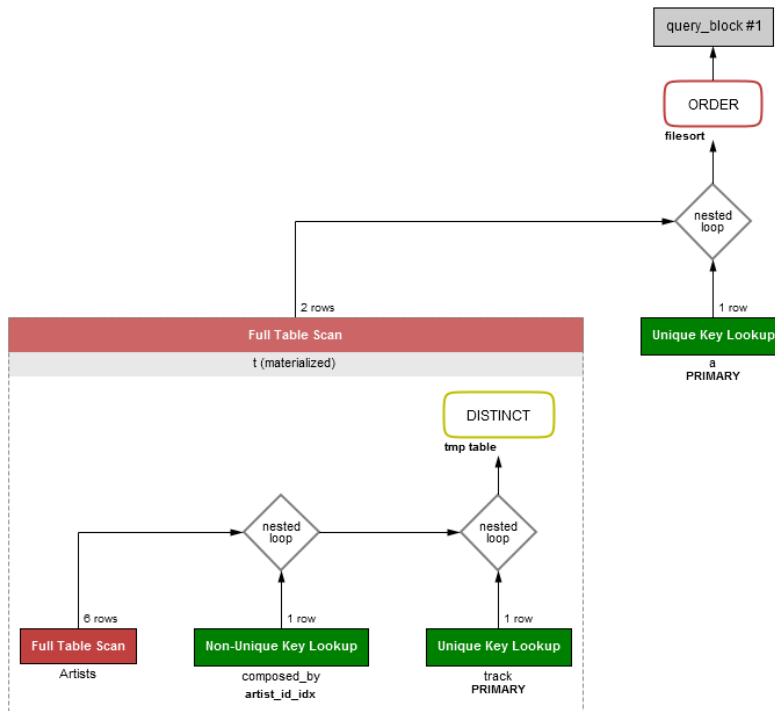 query_block #1
ORDER
filesort
nested
loop
2 rows
1 row
Full Table Scan
Unique Key Lookup
t (materialized)
a
PRIMARY
DISTINCT
tmp table
nested
loop
nested
loop
6 rows
1 row
1 row
Full Table Scan
Non-Unique Key Lookup
Unique Key Lookup
Artists
composed_by
track
artist_id_idx
PRIMARY